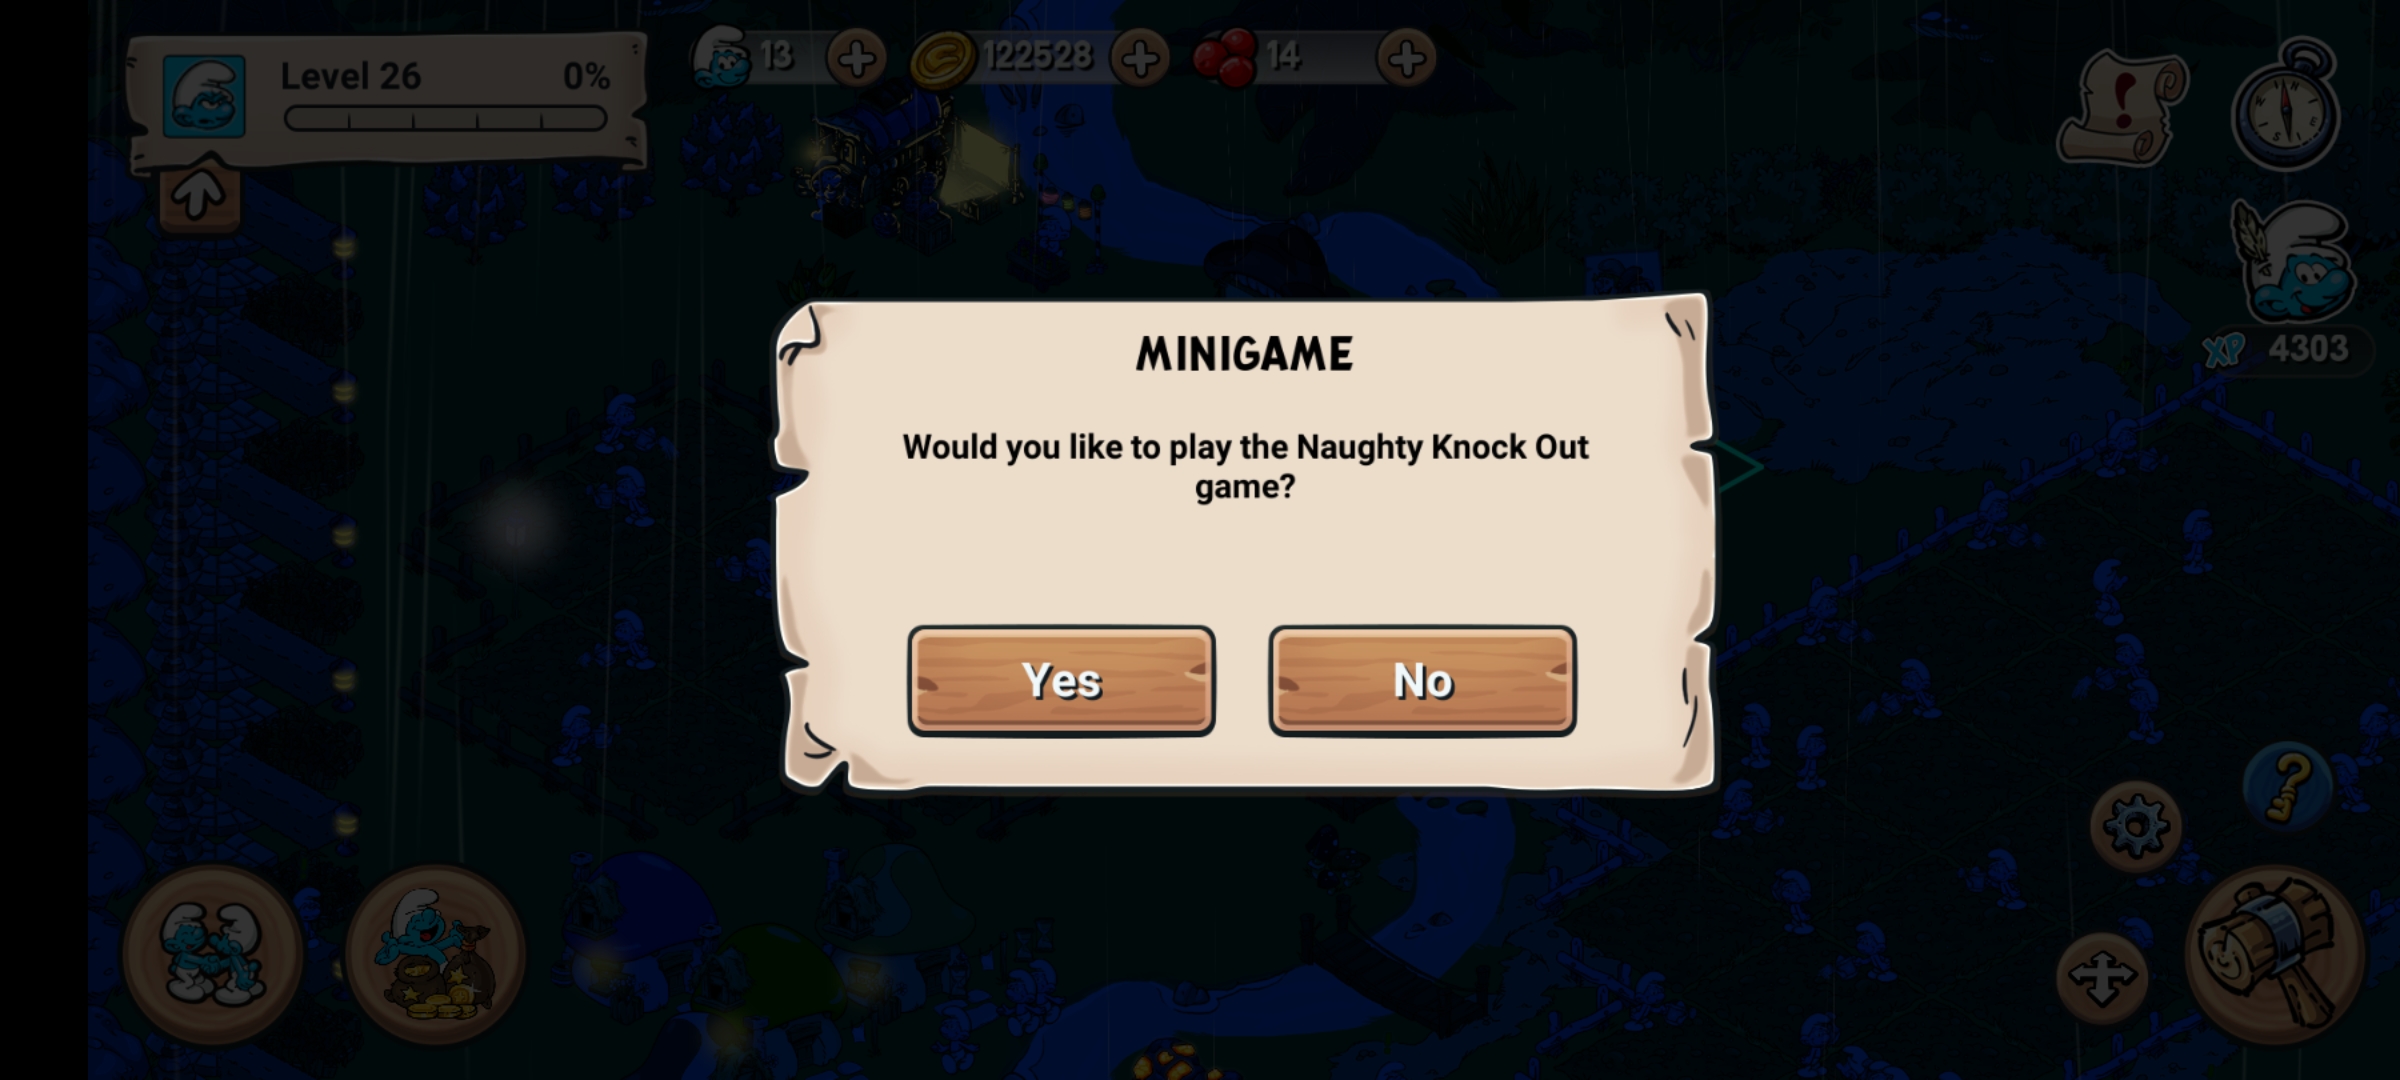 Level 26 0%
13
122528
14
XP 4303
MINIGAME
Would you like to play the Naughty Knock Out
game?
Yes
No